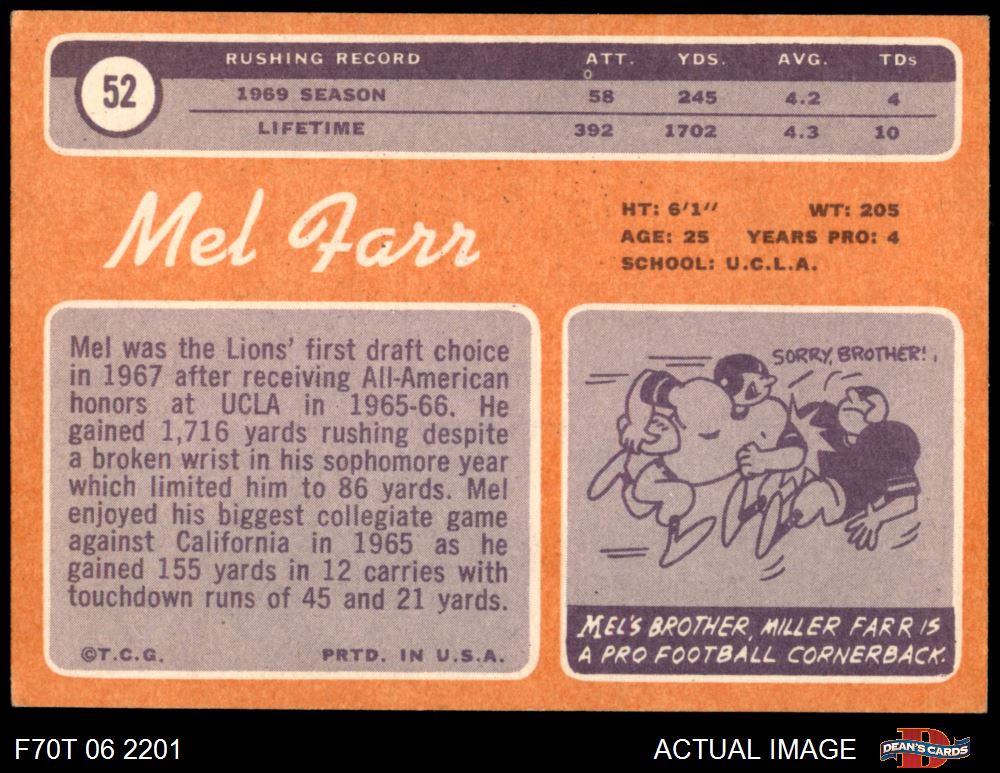 52
RUSHING RECORD ATT. YDS. AVG. TDs
1969 SEASON 58 245 4.2 4
LIFETIME 392 1702 4.3 10
Mel Farr
HT: 6'1" WT: 205
AGE: 25 YEARS PRO: 4
SCHOOL: U.C.L.A.
Mel was the Lions' first draft choice
in 1967 after receiving All-American
honors at UCLA in 1965-66. He
gained 1,716 yards rushing despite
a broken wrist in his sophomore year
which limited him to 86 yards. Mel
enjoyed his biggest collegiate game
against California in 1965 as he
gained 155 yards in 12 carries with
touchdown runs of 45 and 21 yards.
©T.C.G. PRTD. IN U.S.A.
SORRY, BROTHER!
MEL'S BROTHER, MILLER FARR IS
A PRO FOOTBALL CORNERBACK.
F70T 06 2201 ACTUAL IMAGE DEAN'S CARDS